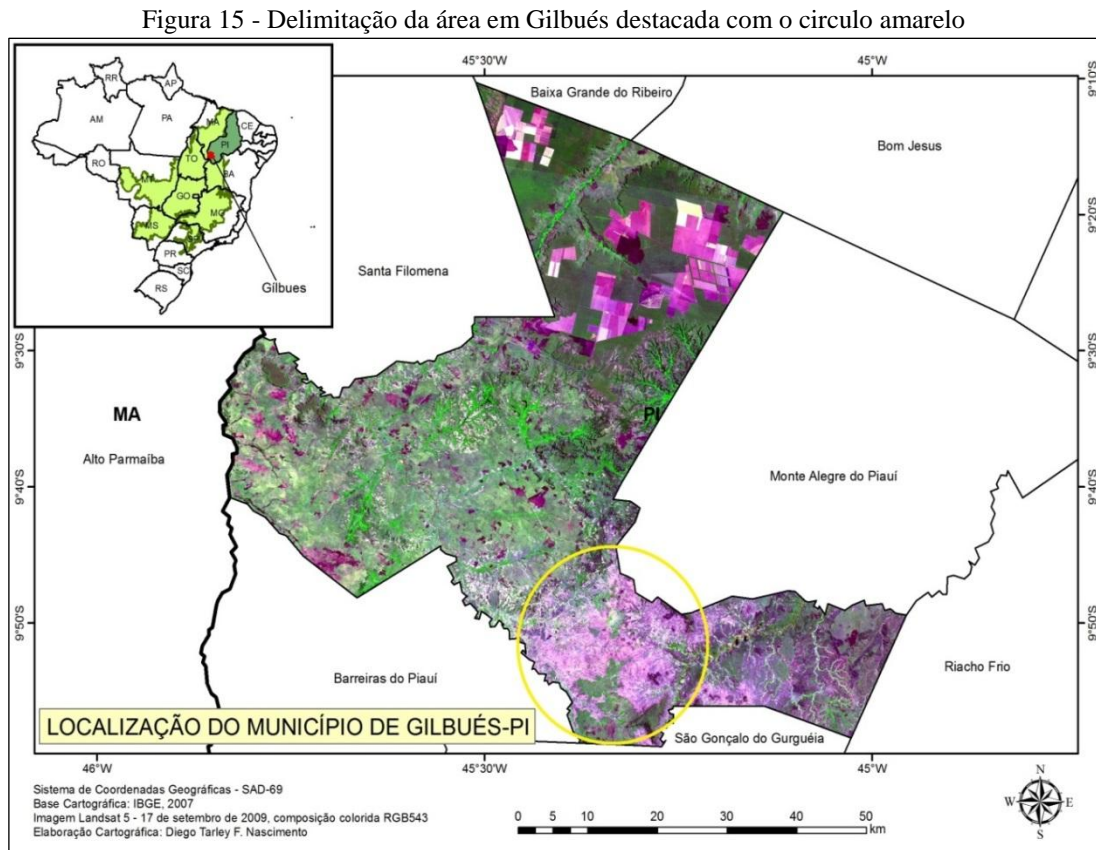 Figura 15 - Delimitação da área em Gilbués destacada com o circulo amarelo
45°30'W
45°W
Baixa Grande do Ribeiro
Bom Jesus
9°10'S
9°10'S
RR
AP
AM
PA
MA
CE
PI
RO
TO
BA
MT
GO
MG
MS
PR
SC
RS
Gílbues
9°20'S
Santa Filomena
9°30'S
9°30'S
MA
PI
Alto Parmaíba
Monte Alegre do Piauí
9°40'S
9°40'S
9°50'S
9°50'S
Barreiras do Piauí
Riacho Frio
LOCALIZAÇÃO DO MUNICÍPIO DE GILBUÉS-PI
São Gonçalo do Gurguéia
46°W
45°30'W
45°W
Sistema de Coordenadas Geográficas - SAD-69
Base Cartográfica: IBGE, 2007
Imagem Landsat 5 - 17 de setembro de 2009, composição colorida RGB543
Elaboração Cartográfica: Diego Tarley F. Nascimento
0 5 10 20 30 40 50
km
N
W E
S